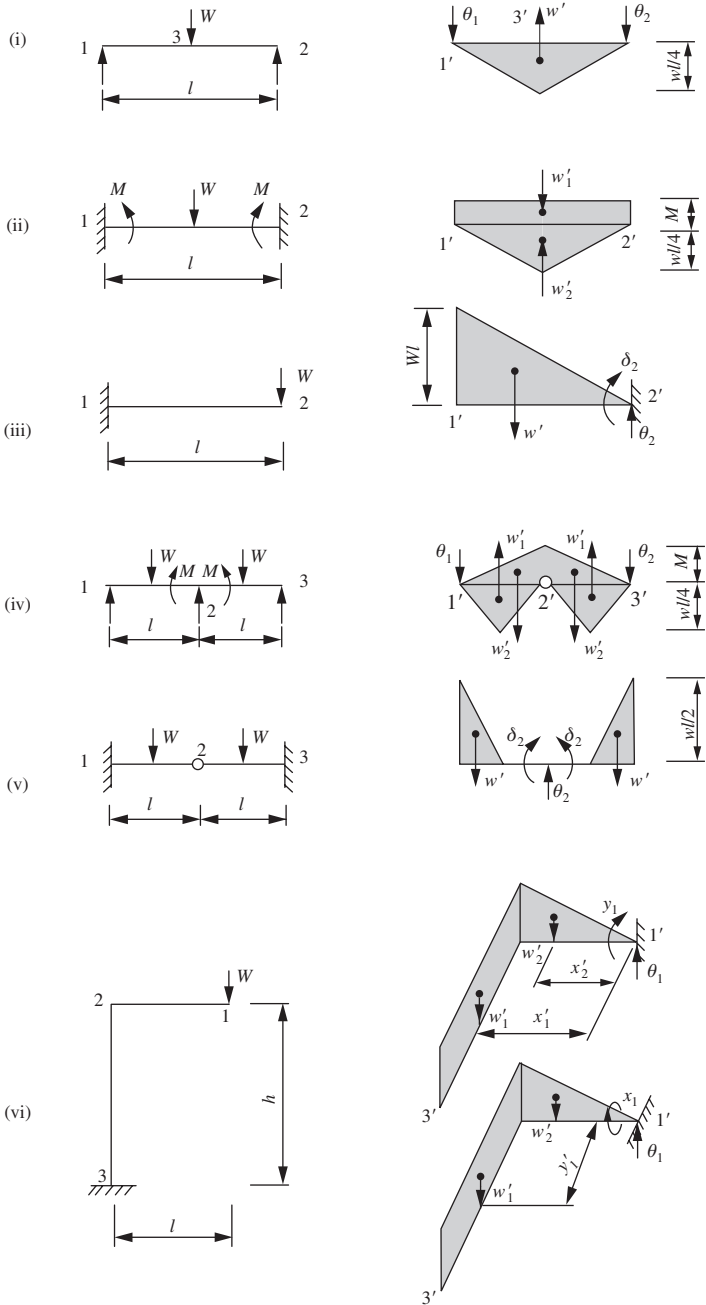 (i)
W
3
1
2
l
θ₁
3′
w′
θ₂
1′
wl/4
(ii)
M
W
M
1
2
l
w′₁
1′
2′
w′₂
M
wl/4
(iii)
W
1
2
l
Wl
1′
w′
δ₂
2′
θ₂
(iv)
W
M
M
W
1
2
3
l
l
θ₁
w′₁
w′₁
θ₂
1′
2′
3′
w′₂
w′₂
M
wl/4
(v)
W
2
W
1
3
l
l
w′
δ₂
δ₂
θ₂
w′
wl/2
(vi)
2
W
1
h
3
l
y₁
1′
w′₂
x′₂
θ₁
w′₁
x′₁
3′
x₁
1′
w′₂
θ₁
y′₁
w′₁
3′